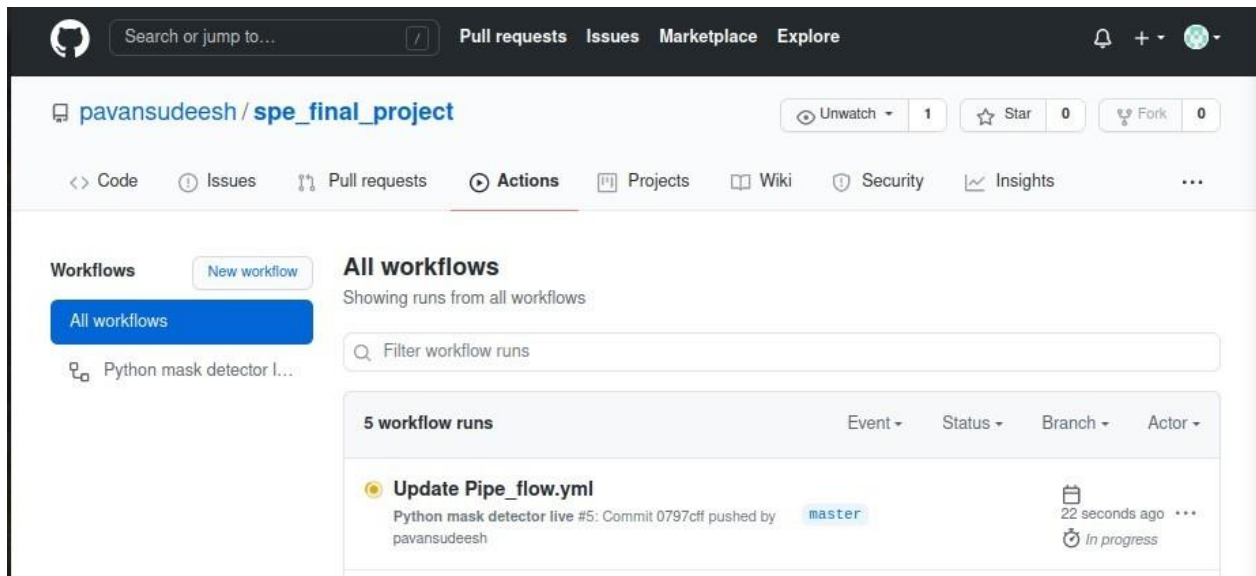 Search or jump to... / Pull requests Issues Marketplace Explore
pavansudeesh / spe_final_project Unwatch 1 Star 0 Fork 0
Code Issues Pull requests Actions Projects Wiki Security Insights ...
Workflows New workflow
All workflows
Python mask detector l...
All workflows
Showing runs from all workflows
Filter workflow runs
5 workflow runs Event Status Branch Actor
Update Pipe_flow.yml
Python mask detector live #5: Commit 0797cff pushed by
pavansudeesh
master
22 seconds ago ...
In progress